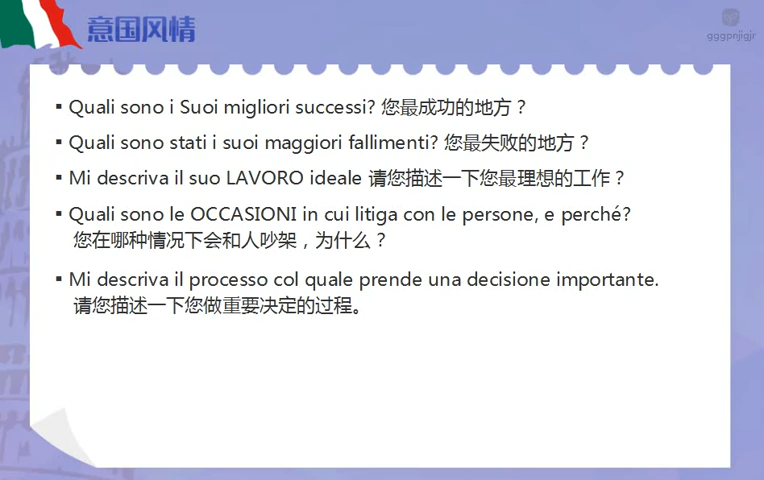 意国风情
gggpnjigjr
▪ Quali sono i Suoi migliori successi? 您最成功的地方？
▪ Quali sono stati i suoi maggiori fallimenti? 您最失败的地方？
▪ Mi descriva il suo LAVORO ideale 请您描述一下您最理想的工作？
▪ Quali sono le OCCASIONI in cui litiga con le persone, e perché?
您在哪种情况下会和人吵架，为什么？
▪ Mi descriva il processo col quale prende una decisione importante.
请您描述一下您做重要决定的过程。